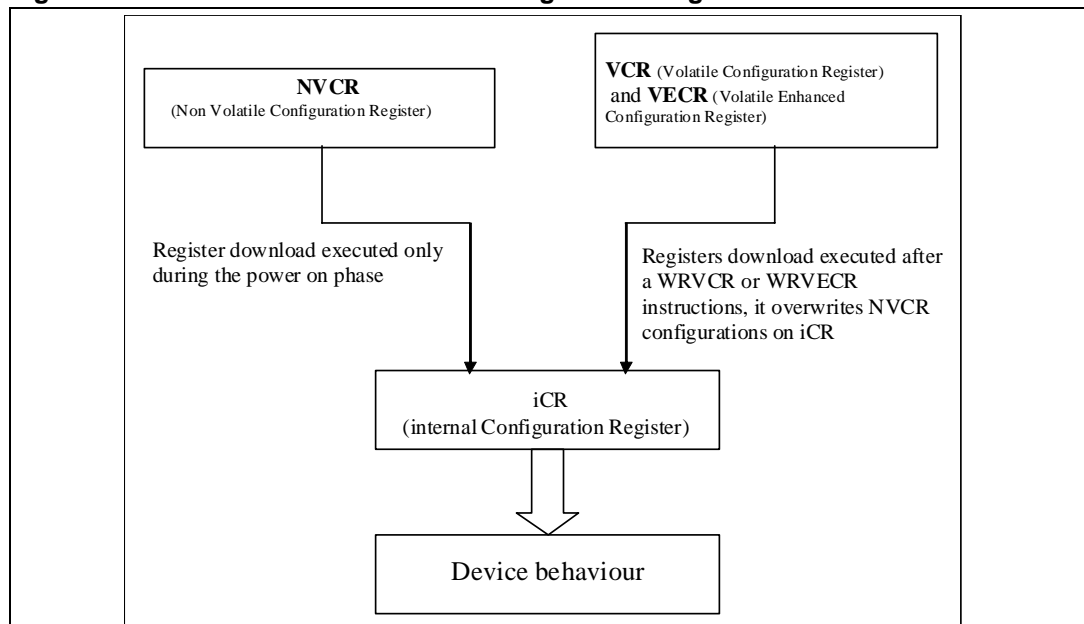 NVCR
(Non Volatile Configuration Register)
VCR (Volatile Configuration Register)
and VECR (Volatile Enhanced
Configuration Register)
Register download executed only
during the power on phase
Registers download executed after
a WRVCR or WRVECR
instructions, it overwrites NVCR
configurations on iCR
iCR
(internal Configuration Register)
Device behaviour